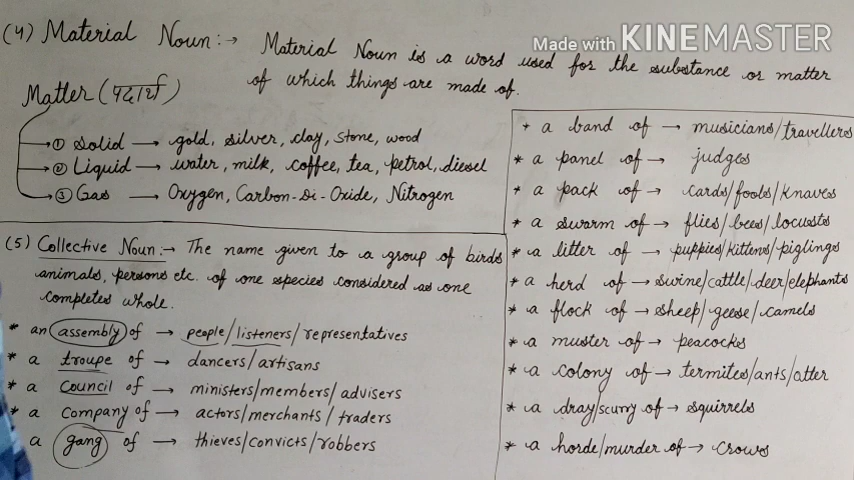 Made with KINEMASTER
(4) Material Noun:→ Material Noun is a word used for the substance or matter
of which things are made of.
Matter (पदार्थ)
→① Solid → gold, silver, clay, stone, wood
→② Liquid → water, milk, coffee, tea, petrol, diesel
→③ Gas → Oxygen, Carbon-Di-Oxide, Nitrogen
(5) Collective Noun:→ The name given to a group of birds
animals, persons etc. of one species considered as one
completes whole.
* an assembly of → people/listeners/representatives
* a troupe of → dancers/artisans
* a council of → ministers/members/advisers
* a company of → actors/merchants/traders
a gang of → thieves/convicts/robbers
* a band of → musicians/travellers
* a panel of → judges
* a pack of → cards/fools/knaves
* a swarm of → flies/bees/locusts
* a litter of → puppies/kittens/piglings
* a herd of → swine/cattle/deer/elephants
* a flock of → sheep/geese/camels
* a muster of → peacocks
* a colony of → termites/ants/otter
* a dray/scurry of → squirrels
* a horde/murder of → crows